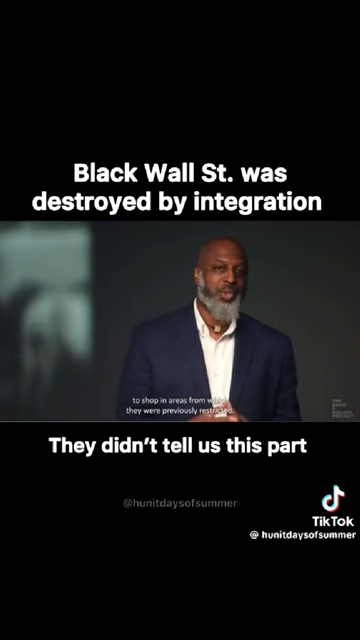 Black Wall St. was
destroyed by integration
to shop in areas from which
they were previously restricted.
They didn't tell us this part
@hunitdaysofsummer
TikTok
@ hunitdaysofsummer